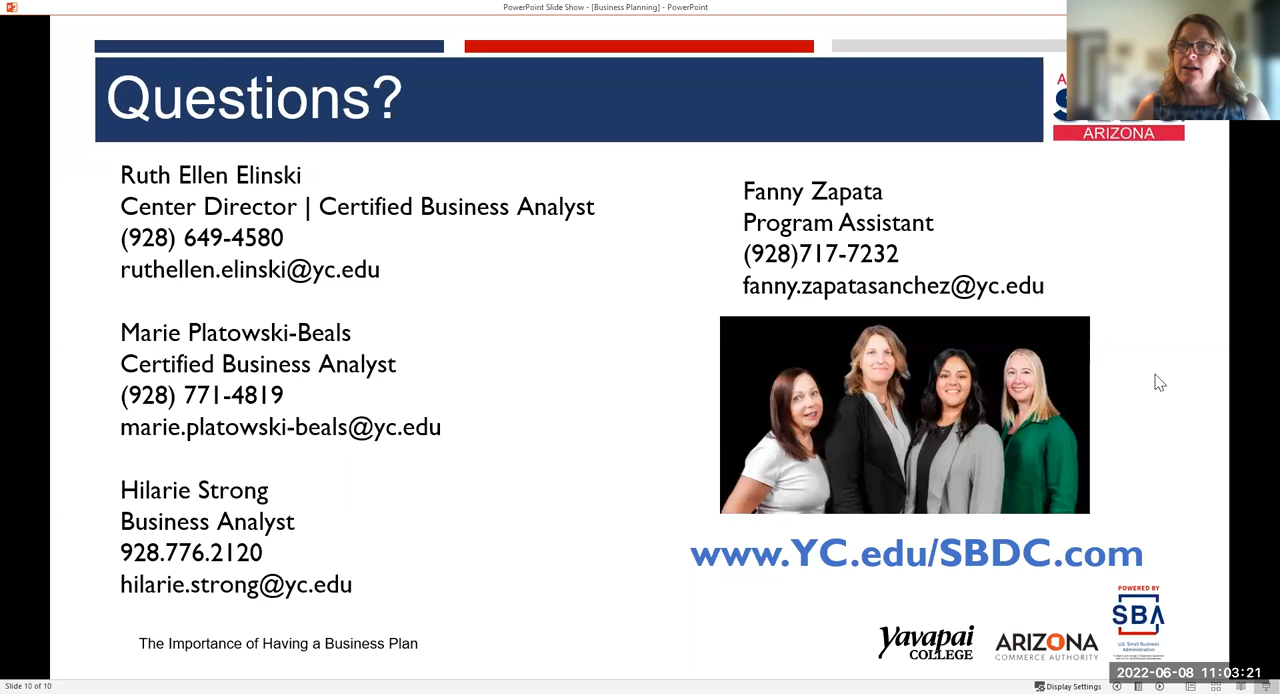 PowerPoint Slide Show - [Business Planning] - PowerPoint
Questions?
ARIZONA
Ruth Ellen Elinski
Center Director | Certified Business Analyst
(928) 649-4580
ruthellen.elinski@yc.edu
Marie Platowski-Beals
Certified Business Analyst
(928) 771-4819
marie.platowski-beals@yc.edu
Hilarie Strong
Business Analyst
928.776.2120
hilarie.strong@yc.edu
Fanny Zapata
Program Assistant
(928)717-7232
fanny.zapatasanchez@yc.edu
www.YC.edu/SBDC.com
The Importance of Having a Business Plan
Yavapai
COLLEGE
ARIZONA
COMMERCE AUTHORITY
POWERED BY
SBA
U.S. Small Business
Administration
2022-06-08 11:03:21
Slide 10 of 10
Display Settings